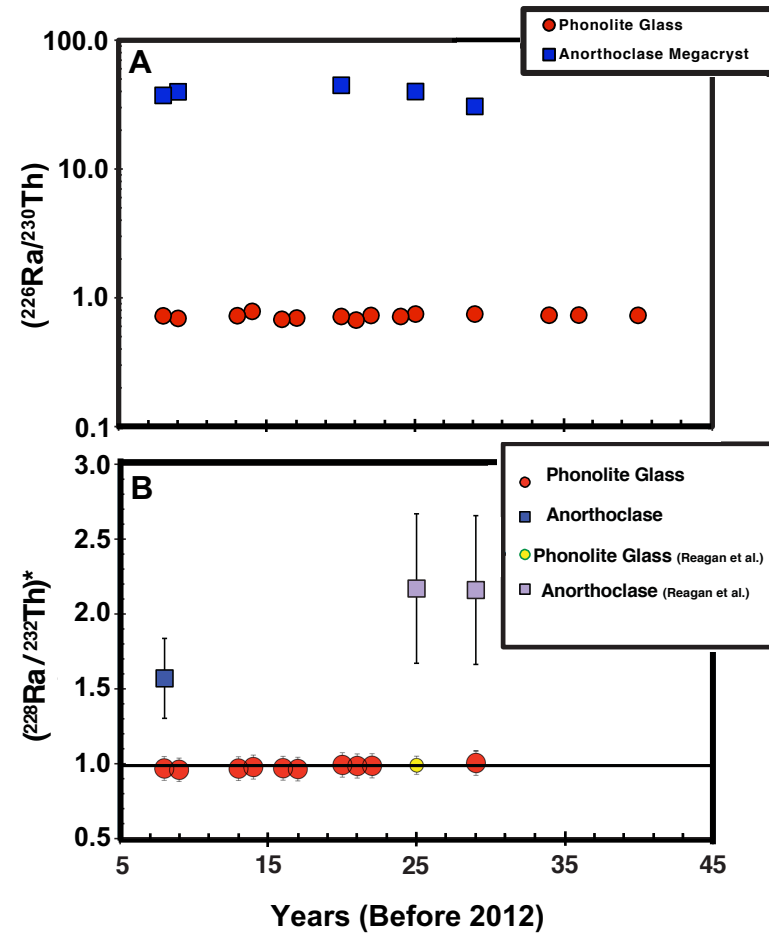 Phonolite Glass
Anorthoclase Megacryst
100.0
A
10.0
(²²⁶Ra/²³⁰Th)
1.0
0.1
3.0
B
Phonolite Glass
Anorthoclase
Phonolite Glass (Reagan et al.)
Anorthoclase (Reagan et al.)
2.5
2.0
(²²⁸Ra/²³²Th)*
1.5
1.0
0.5
5 15 25 35 45
Years (Before 2012)